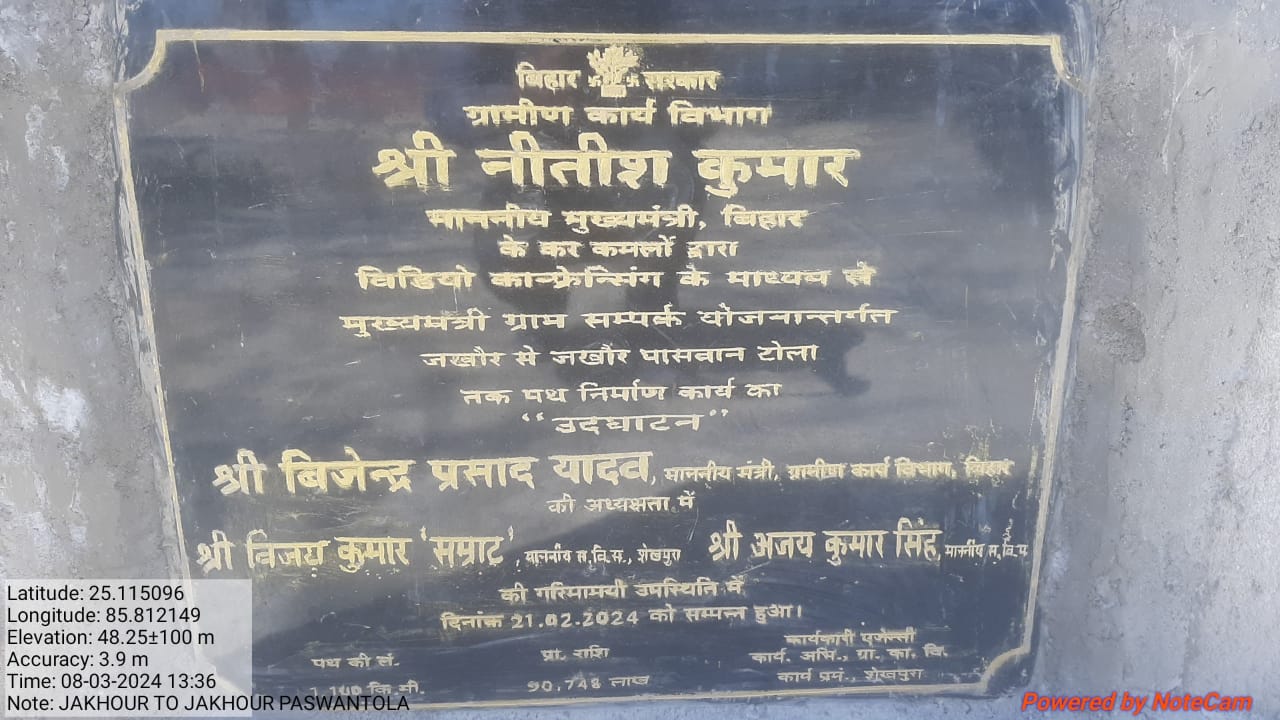 बिहार सरकार
ग्रामीण कार्य विभाग
श्री नीतीश कुमार
माननीय मुख्यमंत्री, बिहार
के कर कमलों द्वारा
विडियो कान्फ्रेन्सिंग के माध्यम से
मुख्यमंत्री ग्राम सम्पर्क योजनान्तर्गत
जखौर से जखौर पासवान टोला
तक पथ निर्माण कार्य का
"उदघाटन"
श्री बिजेन्द्र प्रसाद यादव, माननीय मंत्री, ग्रामीण कार्य विभाग, बिहार
की अध्यक्षता में
श्री विजय कुमार 'सम्राट', माननीय स.वि.स., शेखपुरा श्री अजय कुमार सिंह, माननीय स.वि.प
की गरिमामयी उपस्थिति में
दिनांक 21.02.2024 को सम्पन्न हुआ।
पथ की लं. प्रा. राशि कार्यकारी एजेन्सी
कार्य. अभि., ग्रा. का. वि.
कि.मी. 90.748 लाख कार्य प्रम., शेखपुरा
Latitude: 25.115096
Longitude: 85.812149
Elevation: 48.25±100 m
Accuracy: 3.9 m
Time: 08-03-2024 13:36
Note: JAKHOUR TO JAKHOUR PASWANTOLA
Powered by NoteCam